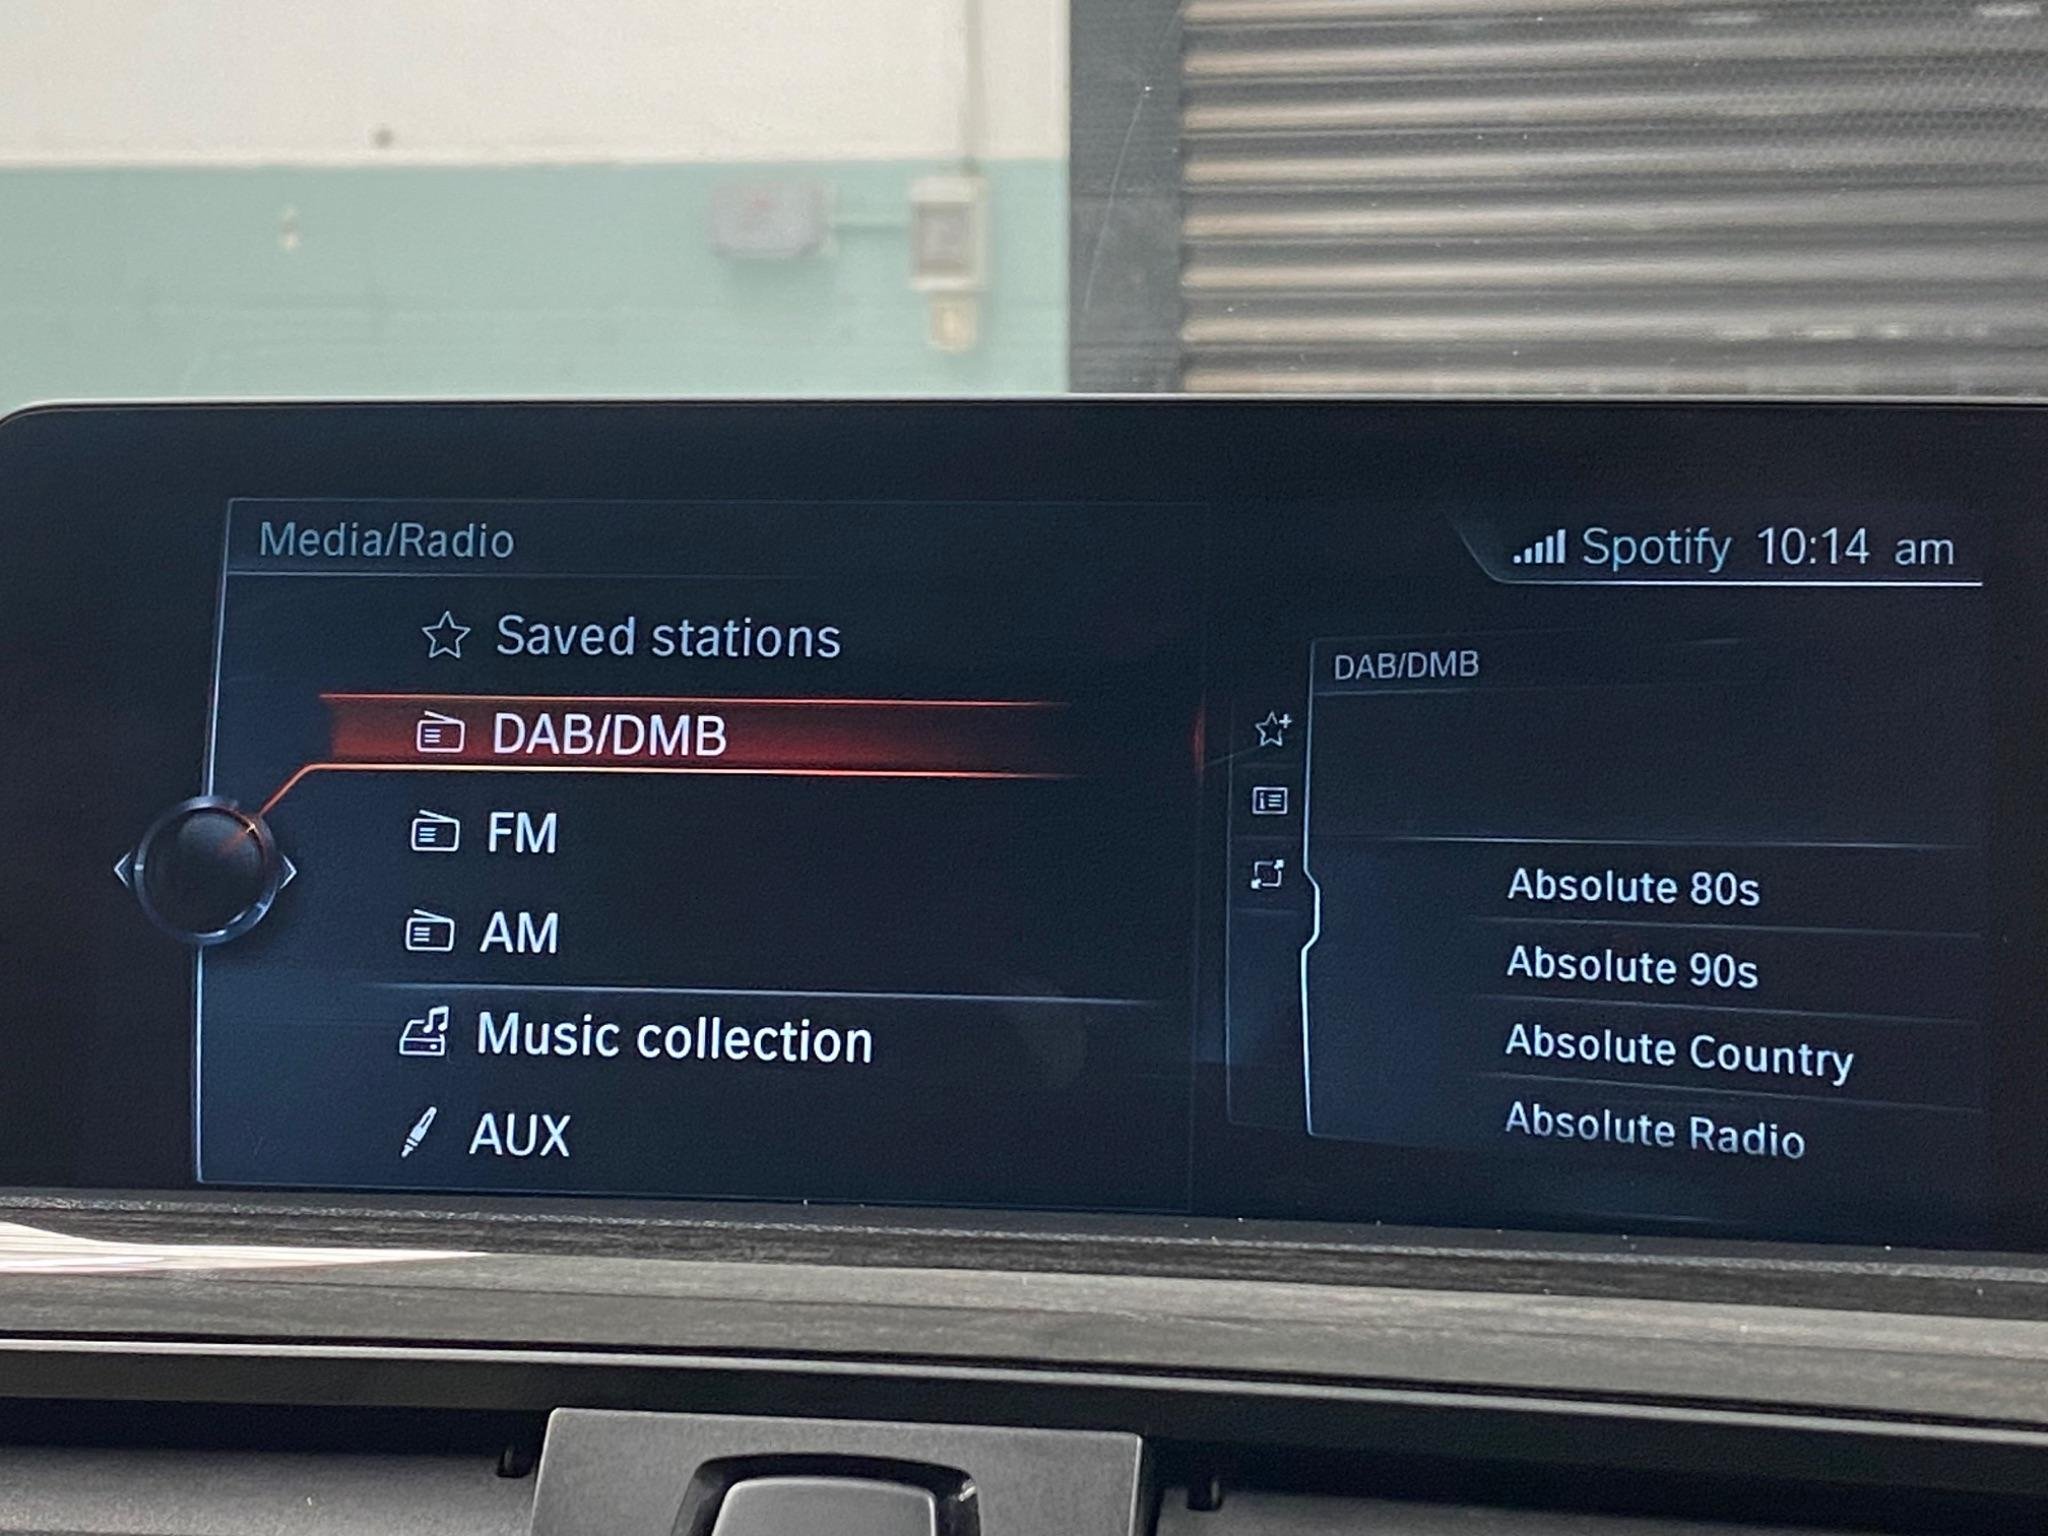 Media/Radio
Spotify 10:14 am
Saved stations
DAB/DMB
FM
AM
Music collection
AUX
DAB/DMB
Absolute 80s
Absolute 90s
Absolute Country
Absolute Radio